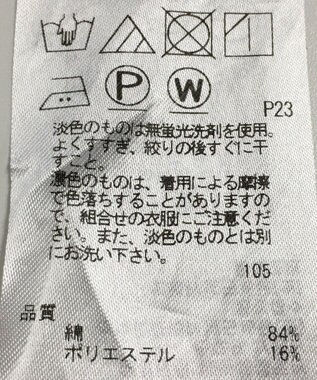 P W
P23
淡色のものは無蛍光洗剤を使用。
よくすすぎ、絞りの後すぐに干
すこと。
濃色のものは、着用による摩擦
で色落ちすることがありますの
で、組合せの衣服にご注意くだ
さい。また、淡色のものとは別
にお洗い下さい。
105
品質
綿 84%
ポリエステル 16%